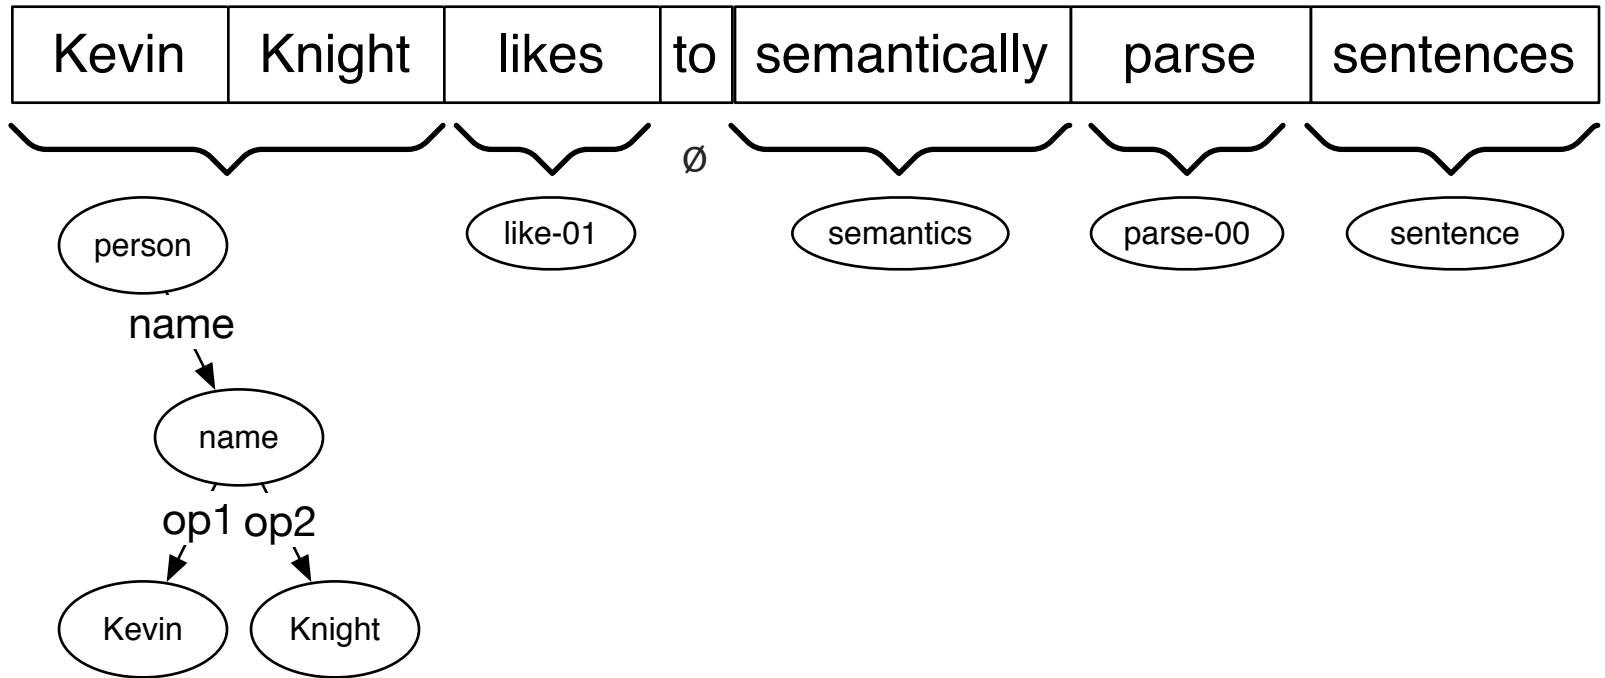 Kevin Knight likes to semantically parse sentences
ø
person like-01 semantics parse-00 sentence
name
name
op1 op2
Kevin Knight